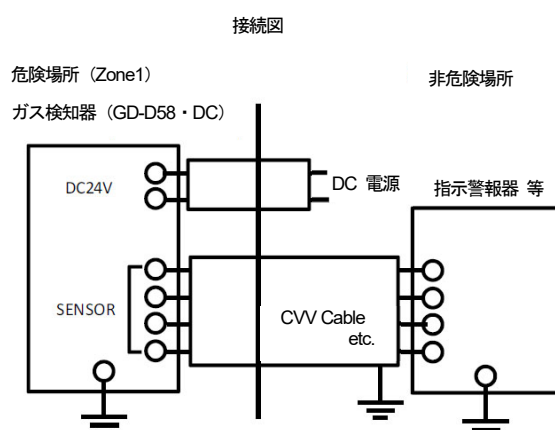 接続図
危険場所（Zone1）
非危険場所
ガス検知器（GD-D58・DC）
DC24V
DC 電源
指示警報器 等
SENSOR
CVV Cable
etc.